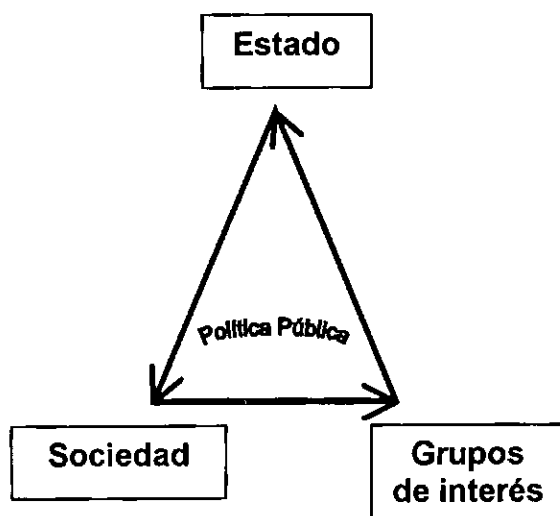 Estado
Política Pública
Sociedad
Grupos
de interés